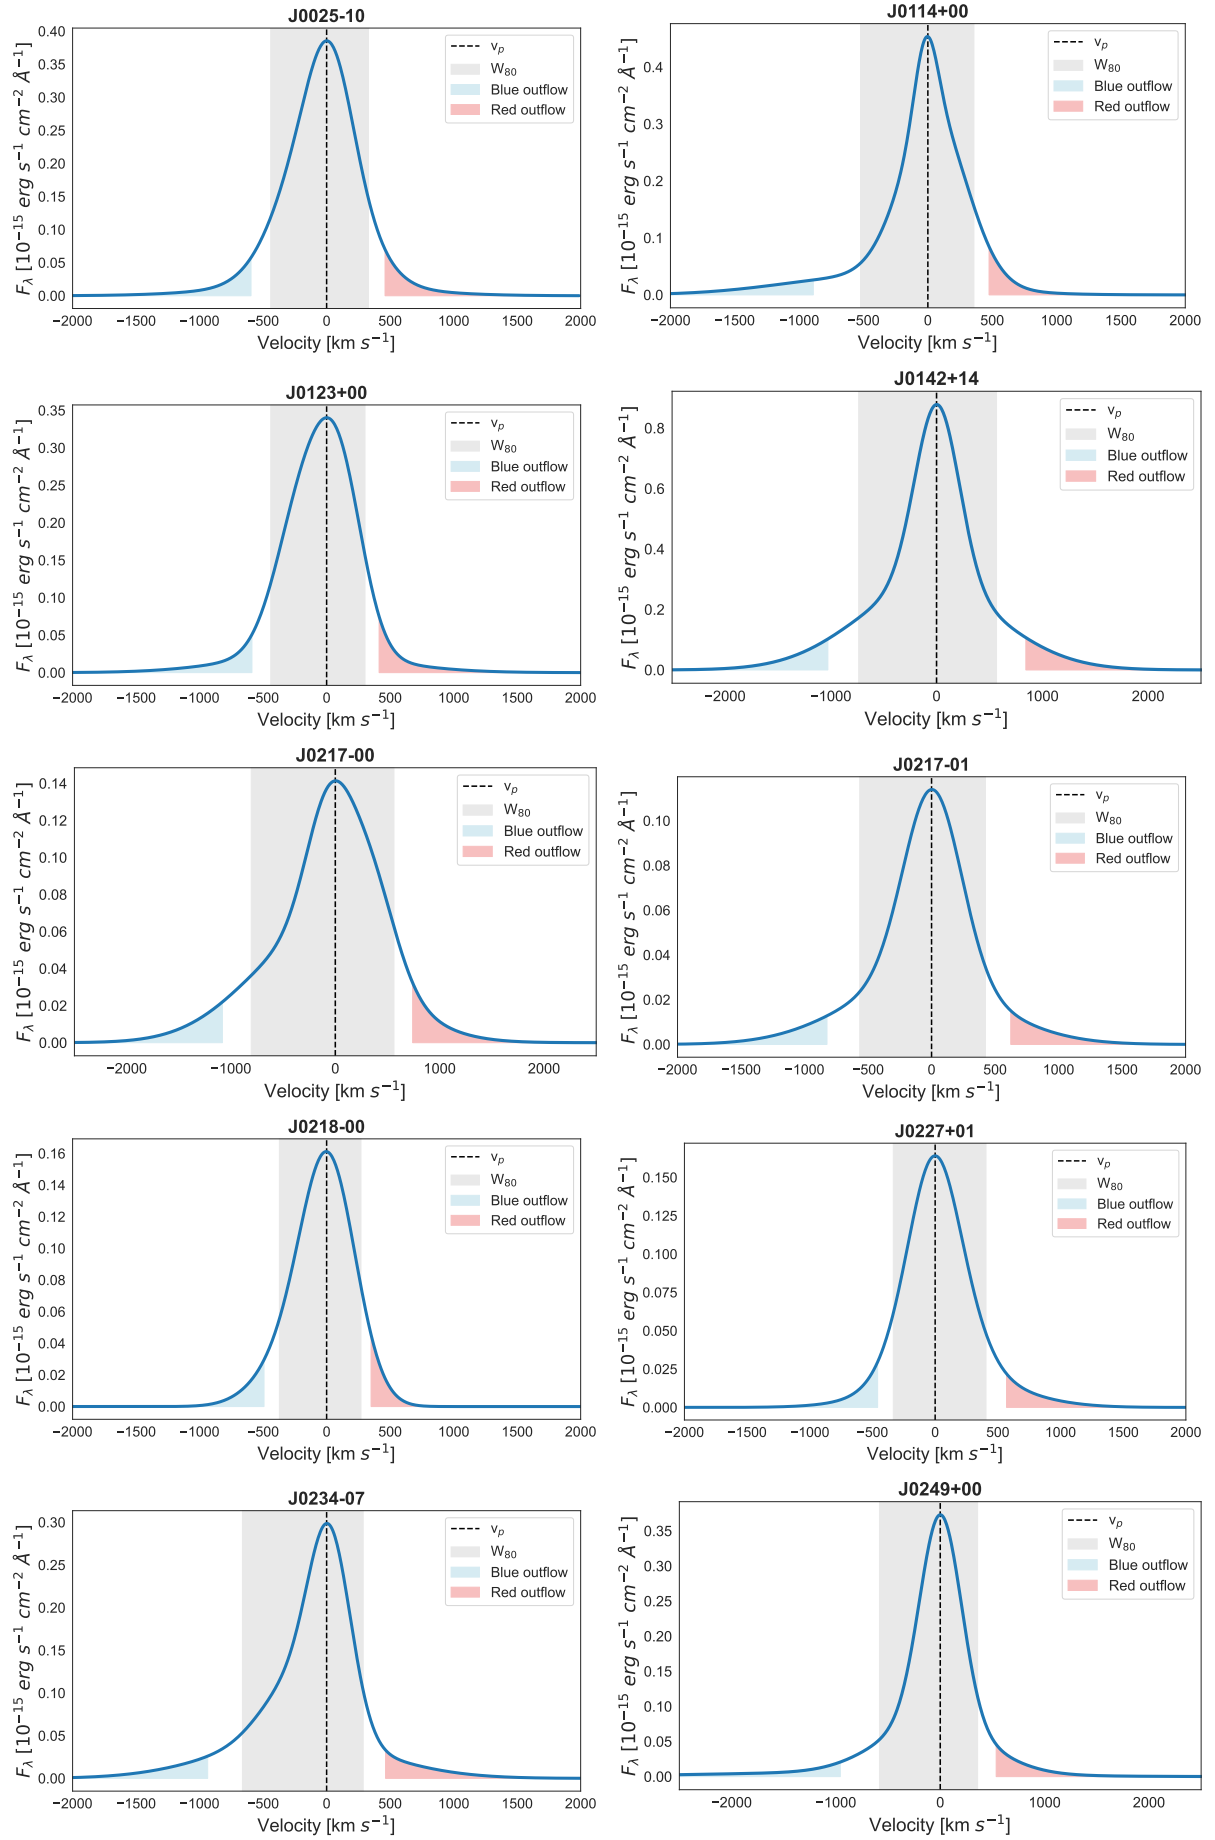 J0025-10
F_λ [10⁻¹⁵ erg s⁻¹ cm⁻² Å⁻¹]
0.40
0.35
0.30
0.25
0.20
0.15
0.10
0.05
0.00
v_p
W₈₀
Blue outflow
Red outflow
−2000 −1500 −1000 −500 0 500 1000 1500 2000
Velocity [km s⁻¹]
J0114+00
F_λ [10⁻¹⁵ erg s⁻¹ cm⁻² Å⁻¹]
0.4
0.3
0.2
0.1
0.0
v_p
W₈₀
Blue outflow
Red outflow
−2000 −1500 −1000 −500 0 500 1000 1500 2000
Velocity [km s⁻¹]
J0123+00
F_λ [10⁻¹⁵ erg s⁻¹ cm⁻² Å⁻¹]
0.35
0.30
0.25
0.20
0.15
0.10
0.05
0.00
v_p
W₈₀
Blue outflow
Red outflow
−2000 −1500 −1000 −500 0 500 1000 1500 2000
Velocity [km s⁻¹]
J0142+14
F_λ [10⁻¹⁵ erg s⁻¹ cm⁻² Å⁻¹]
0.8
0.6
0.4
0.2
0.0
v_p
W₈₀
Blue outflow
Red outflow
−2000 −1000 0 1000 2000
Velocity [km s⁻¹]
J0217-00
F_λ [10⁻¹⁵ erg s⁻¹ cm⁻² Å⁻¹]
0.14
0.12
0.10
0.08
0.06
0.04
0.02
0.00
v_p
W₈₀
Blue outflow
Red outflow
−2000 −1000 0 1000 2000
Velocity [km s⁻¹]
J0217-01
F_λ [10⁻¹⁵ erg s⁻¹ cm⁻² Å⁻¹]
0.10
0.08
0.06
0.04
0.02
0.00
v_p
W₈₀
Blue outflow
Red outflow
−2000 −1500 −1000 −500 0 500 1000 1500 2000
Velocity [km s⁻¹]
J0218-00
F_λ [10⁻¹⁵ erg s⁻¹ cm⁻² Å⁻¹]
0.16
0.14
0.12
0.10
0.08
0.06
0.04
0.02
0.00
v_p
W₈₀
Blue outflow
Red outflow
−2000 −1500 −1000 −500 0 500 1000 1500 2000
Velocity [km s⁻¹]
J0227+01
F_λ [10⁻¹⁵ erg s⁻¹ cm⁻² Å⁻¹]
0.150
0.125
0.100
0.075
0.050
0.025
0.000
v_p
W₈₀
Blue outflow
Red outflow
−2000 −1500 −1000 −500 0 500 1000 1500 2000
Velocity [km s⁻¹]
J0234-07
F_λ [10⁻¹⁵ erg s⁻¹ cm⁻² Å⁻¹]
0.30
0.25
0.20
0.15
0.10
0.05
0.00
v_p
W₈₀
Blue outflow
Red outflow
−2000 −1500 −1000 −500 0 500 1000 1500 2000
Velocity [km s⁻¹]
J0249+00
F_λ [10⁻¹⁵ erg s⁻¹ cm⁻² Å⁻¹]
0.35
0.30
0.25
0.20
0.15
0.10
0.05
0.00
v_p
W₈₀
Blue outflow
Red outflow
−2000 −1000 0 1000 2000
Velocity [km s⁻¹]